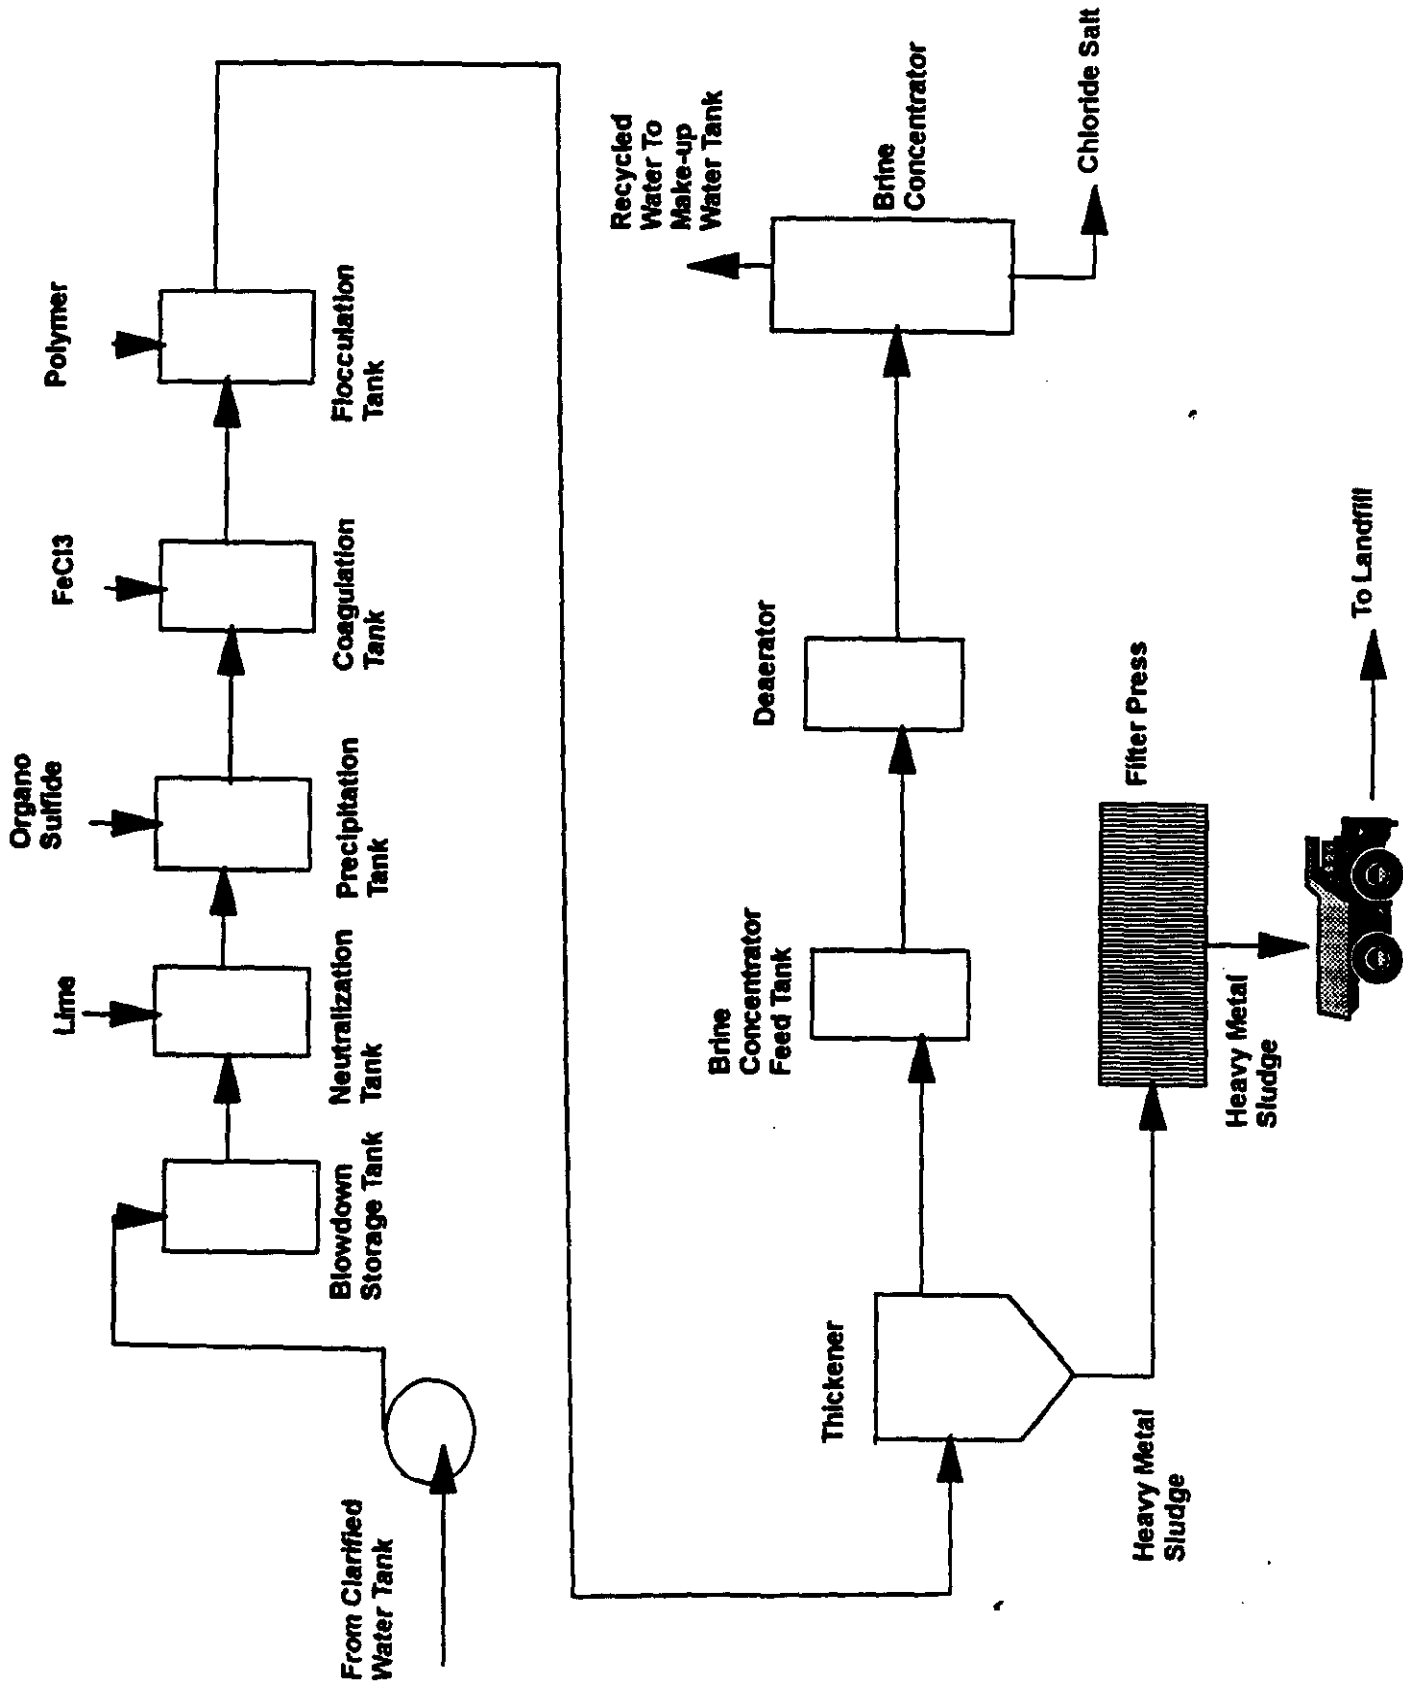 Organo
Sulfide
Lime
FeCl3
Polymer
Blowdown
Storage Tank
Neutralization
Tank
Precipitation
Tank
Coagulation
Tank
Flocculation
Tank
From Clarified
Water Tank
Recycled
Water To
Make-up
Water Tank
Brine
Concentrator
Feed Tank
Deaerator
Thickener
Brine
Concentrator
Chloride Salt
Heavy Metal
Sludge
Filter Press
Heavy Metal
Sludge
To Landfill